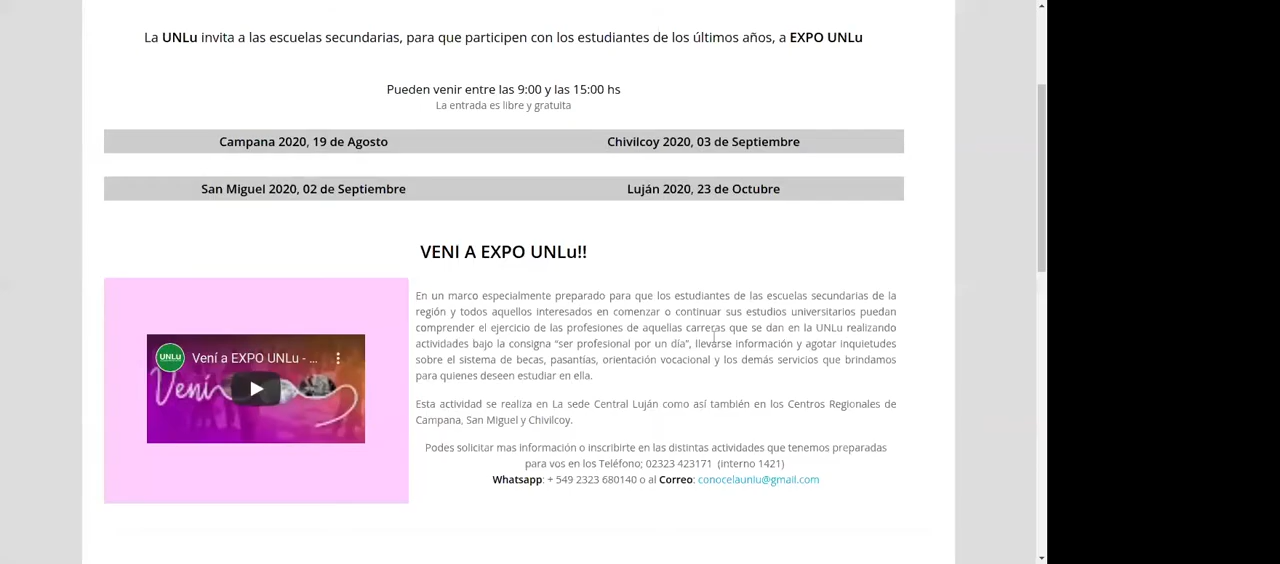 La UNLu invita a las escuelas secundarias, para que participen con los estudiantes de los últimos años, a EXPO UNLu
Pueden venir entre las 9:00 y las 15:00 hs
La entrada es libre y gratuita
Campana 2020, 19 de Agosto
Chivilcoy 2020, 03 de Septiembre
San Miguel 2020, 02 de Septiembre
Luján 2020, 23 de Octubre
VENI A EXPO UNLu!!
UNLu
Vení a EXPO UNLu - ...
Vení
En un marco especialmente preparado para que los estudiantes de las escuelas secundarias de la
región y todos aquellos interesados en comenzar o continuar sus estudios universitarios puedan
comprender el ejercicio de las profesiones de aquellas carreras que se dan en la UNLu realizando
actividades bajo la consigna “ser profesional por un día”, llevarse información y agotar inquietudes
sobre el sistema de becas, pasantías, orientación vocacional y los demás servicios que brindamos
para quienes deseen estudiar en ella.
Esta actividad se realiza en La sede Central Luján como así también en los Centros Regionales de
Campana, San Miguel y Chivilcoy.
Podes solicitar mas información o inscribirte en las distintas actividades que tenemos preparadas
para vos en los Teléfono; 02323 423171 (interno 1421)
Whatsapp: + 549 2323 680140 o al Correo: conocelaunlu@gmail.com